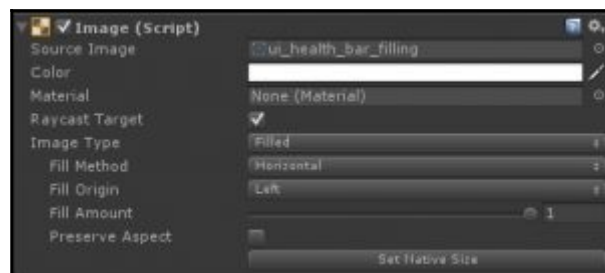 Image (Script)
Source Image ui_health_bar_filling
Color
Material None (Material)
Raycast Target
Image Type Filled
Fill Method Horizontal
Fill Origin Left
Fill Amount 1
Preserve Aspect
Set Native Size